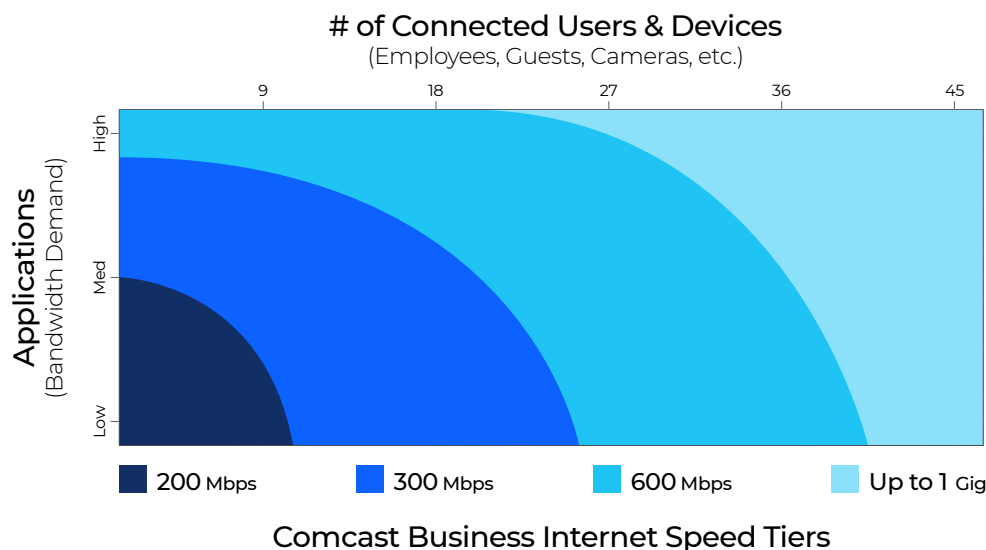 # of Connected Users & Devices
(Employees, Guests, Cameras, etc.)
9 18 27 36 45
Applications
(Bandwidth Demand)
High
Med
Low
200 Mbps 300 Mbps 600 Mbps Up to 1 Gig
Comcast Business Internet Speed Tiers